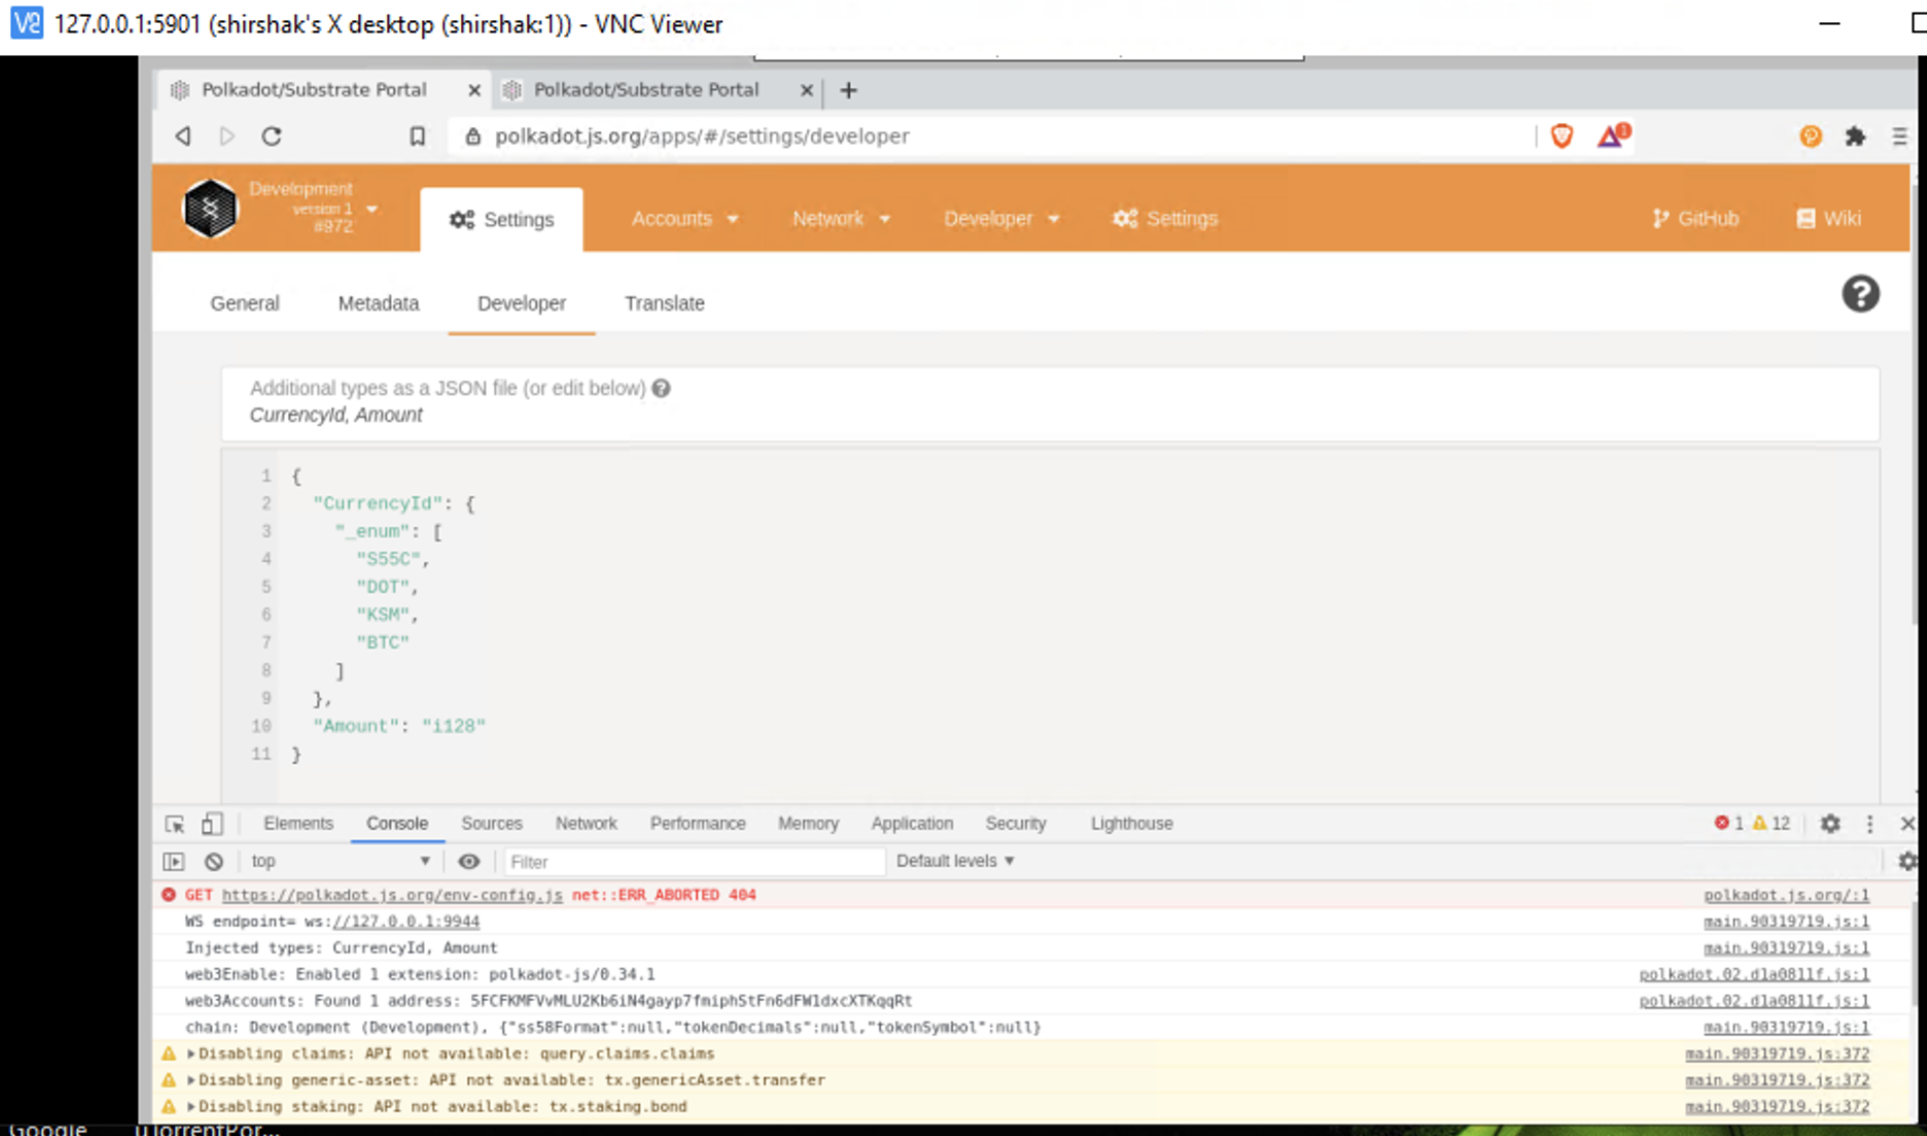 127.0.0.1:5901 (shirshak's X desktop (shirshak:1)) - VNC Viewer
Polkadot/Substrate Portal
Polkadot/Substrate Portal
polkadot.js.org/apps/#/settings/developer
Development
version 1
#972
Settings
Accounts
Network
Developer
Settings
GitHub
Wiki
General
Metadata
Developer
Translate
Additional types as a JSON file (or edit below)
CurrencyId, Amount
1 {
2 "CurrencyId": {
3 "_enum": [
4 "S55C",
5 "DOT",
6 "KSM",
7 "BTC"
8 ]
9 },
10 "Amount": "i128"
11 }
Elements Console Sources Network Performance Memory Application Security Lighthouse 1 12
top Filter Default levels
GET https://polkadot.js.org/env-config.js net::ERR_ABORTED 404 polkadot.js.org/:1
WS endpoint= ws://127.0.0.1:9944 main.90319719.js:1
Injected types: CurrencyId, Amount main.90319719.js:1
web3Enable: Enabled 1 extension: polkadot-js/0.34.1 polkadot.02.d1a0811f.js:1
web3Accounts: Found 1 address: 5FCFKMFVvMLU2Kb6iN4gayp7fmiphStFn6dFW1dxcXTKqqRt polkadot.02.d1a0811f.js:1
chain: Development (Development), {"ss58Format":null,"tokenDecimals":null,"tokenSymbol":null} main.90319719.js:1
Disabling claims: API not available: query.claims.claims main.90319719.js:372
Disabling generic-asset: API not available: tx.genericAsset.transfer main.90319719.js:372
Disabling staking: API not available: tx.staking.bond main.90319719.js:372
Google uTorrentPor...